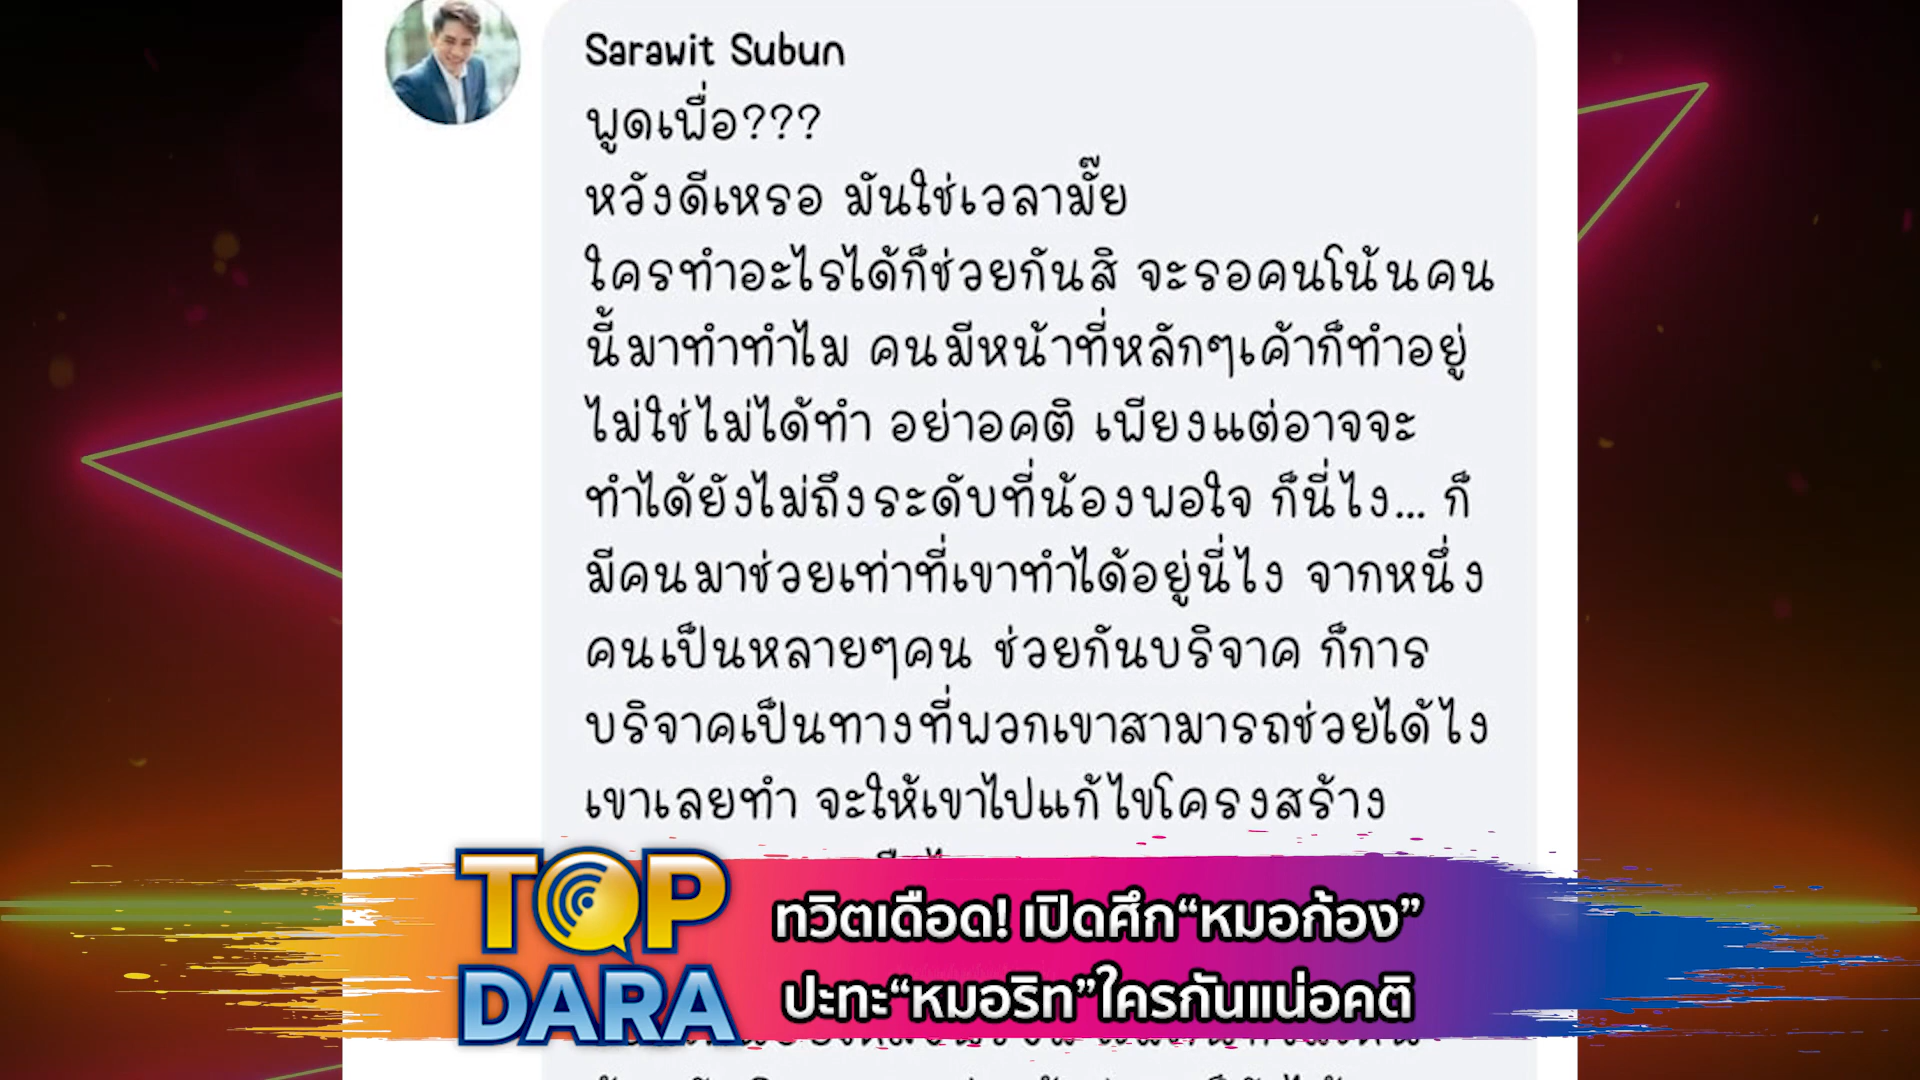 Sarawit Subun
พูดเพื่อ???
หวังดีเหรอ มันใช่เวลามั๊ย
ใครทำอะไรได้ก็ช่วยกันสิ จะรอคนโน้นคน
นี้มาทำทำไม คนมีหน้าที่หลักๆเค้าก็ทำอยู่
ไม่ใช่ไม่ได้ทำ อย่าอคติ เพียงแต่อาจจะ
ทำได้ยังไม่ถึงระดับที่น้องพอใจ ก็นี่ไง... ก็
มีคนมาช่วยเท่าที่เขาทำได้อยู่นี่ไง จากหนึ่ง
คนเป็นหลายๆคน ช่วยกันบริจาค ก็การ
บริจาคเป็นทางที่พวกเขาสามารถช่วยได้ไง
เขาเลยทำ จะให้เขาไปแก้ไขโครงสร้าง
TOP
DARA
ทวิตเดือด! เปิดศึก“หมอก้อง”
ปะทะ“หมอริท”ใครกันแน่อคติ